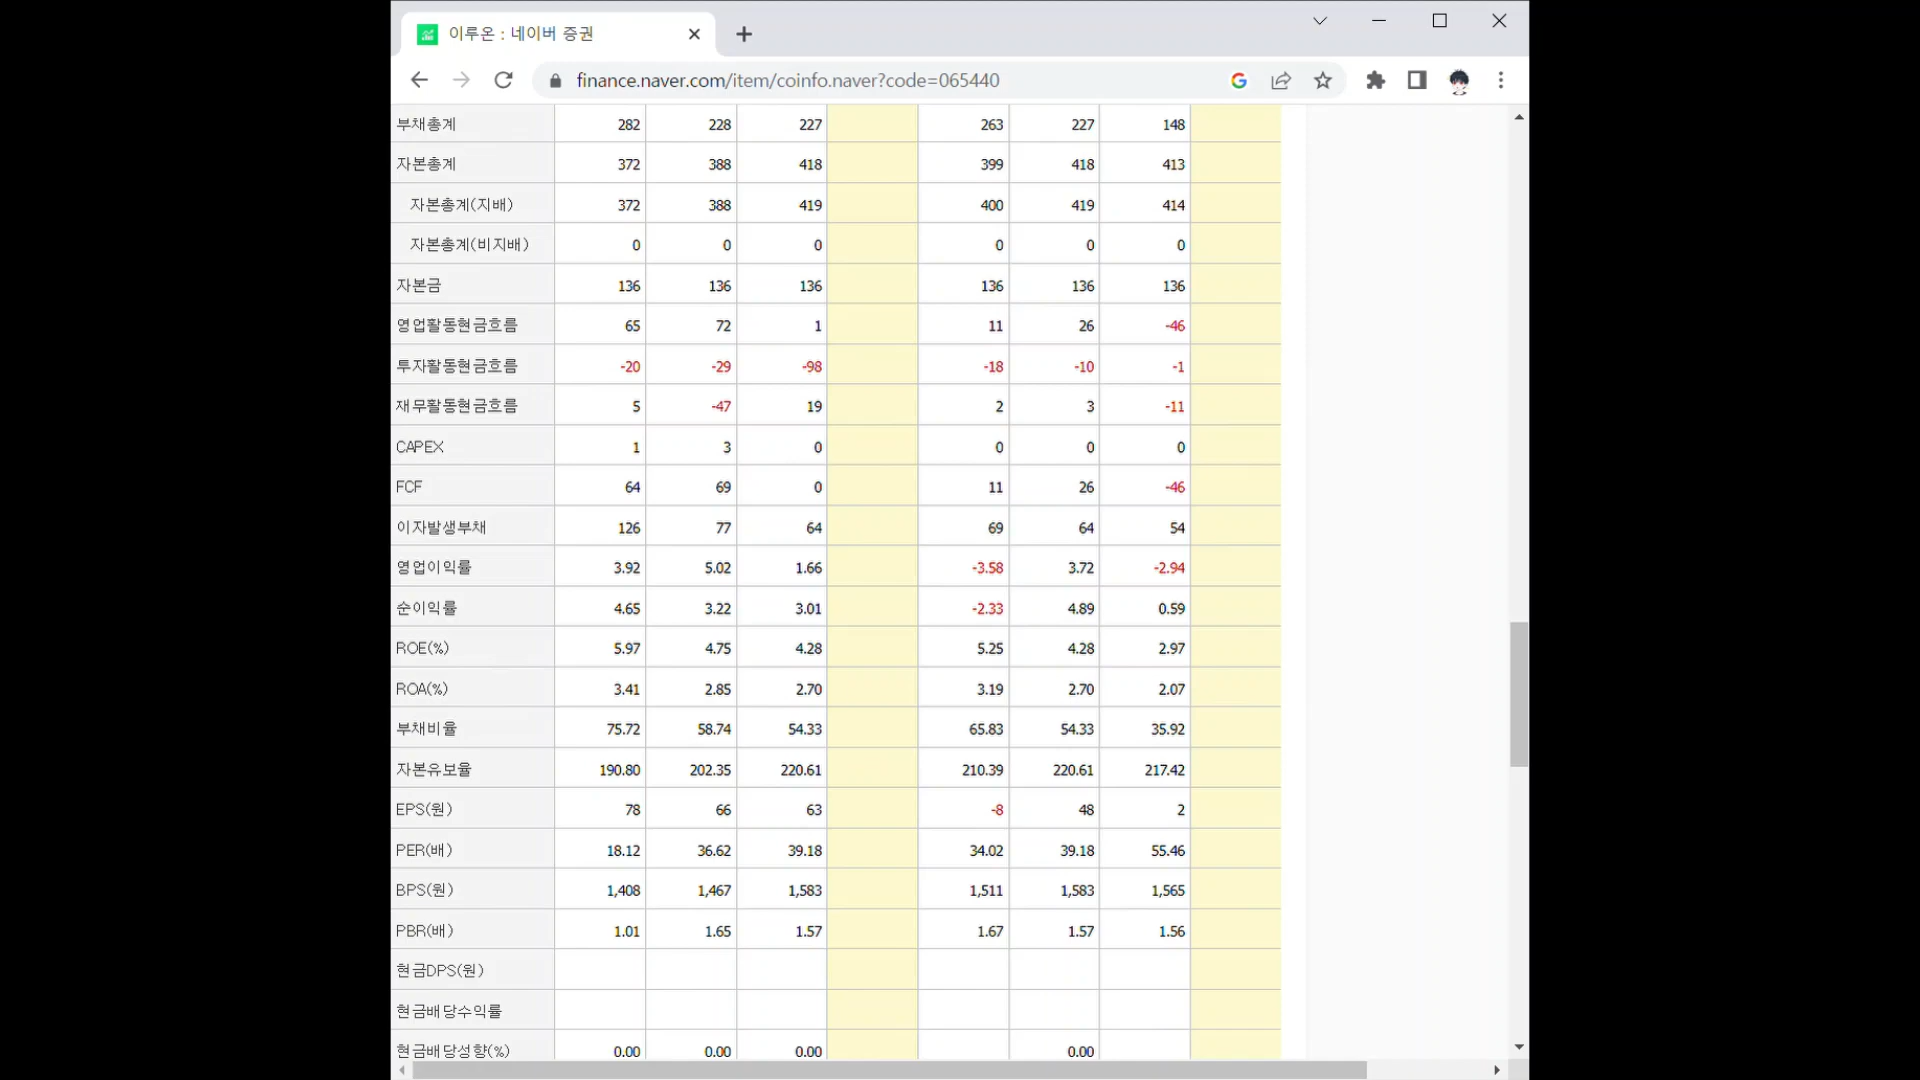 이루온 : 네이버 증권
finance.naver.com/item/coinfo.naver?code=065440
부채총계 282 228 227 263 227 148
자본총계 372 388 418 399 418 413
자본총계(지배) 372 388 419 400 419 414
자본총계(비지배) 0 0 0 0 0 0
자본금 136 136 136 136 136 136
영업활동현금흐름 65 72 1 11 26 -46
투자활동현금흐름 -20 -29 -98 -18 -10 -1
재무활동현금흐름 5 -47 19 2 3 -11
CAPEX 1 3 0 0 0 0
FCF 64 69 0 11 26 -46
이자발생부채 126 77 64 69 64 54
영업이익률 3.92 5.02 1.66 -3.58 3.72 -2.94
순이익률 4.65 3.22 3.01 -2.33 4.89 0.59
ROE(%) 5.97 4.75 4.28 5.25 4.28 2.97
ROA(%) 3.41 2.85 2.70 3.19 2.70 2.07
부채비율 75.72 58.74 54.33 65.83 54.33 35.92
자본유보율 190.80 202.35 220.61 210.39 220.61 217.42
EPS(원) 78 66 63 -8 48 2
PER(배) 18.12 36.62 39.18 34.02 39.18 55.46
BPS(원) 1,408 1,467 1,583 1,511 1,583 1,565
PBR(배) 1.01 1.65 1.57 1.67 1.57 1.56
현금DPS(원)
현금배당수익률
현금배당성향(%) 0.00 0.00 0.00 0.00